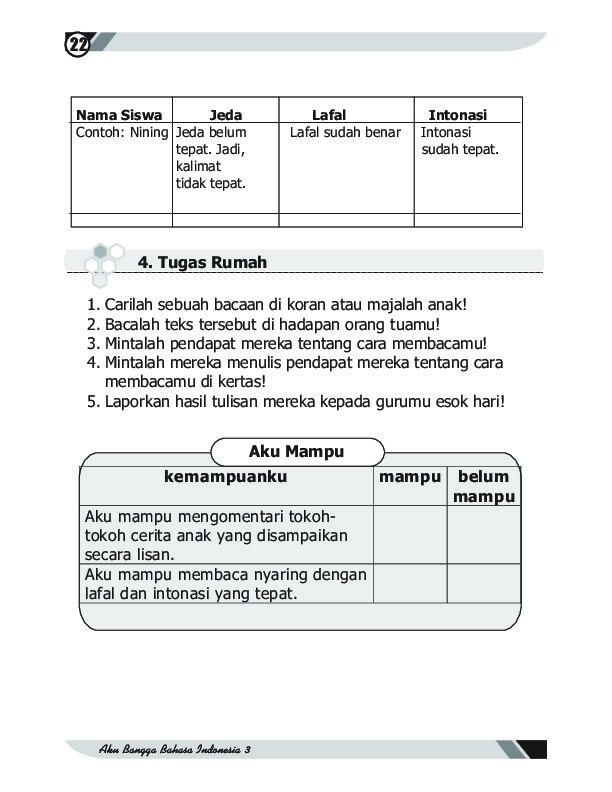 22
Nama Siswa Jeda Lafal Intonasi
Contoh: Nining Jeda belum Lafal sudah benar Intonasi
tepat. Jadi, sudah tepat.
kalimat
tidak tepat.
4. Tugas Rumah
1. Carilah sebuah bacaan di koran atau majalah anak!
2. Bacalah teks tersebut di hadapan orang tuamu!
3. Mintalah pendapat mereka tentang cara membacamu!
4. Mintalah mereka menulis pendapat mereka tentang cara
membacamu di kertas!
5. Laporkan hasil tulisan mereka kepada gurumu esok hari!
Aku Mampu
kemampuanku mampu belum
mampu
Aku mampu mengomentari tokoh-
tokoh cerita anak yang disampaikan
secara lisan.
Aku mampu membaca nyaring dengan
lafal dan intonasi yang tepat.
Aku Bangga Bahasa Indonesia 3